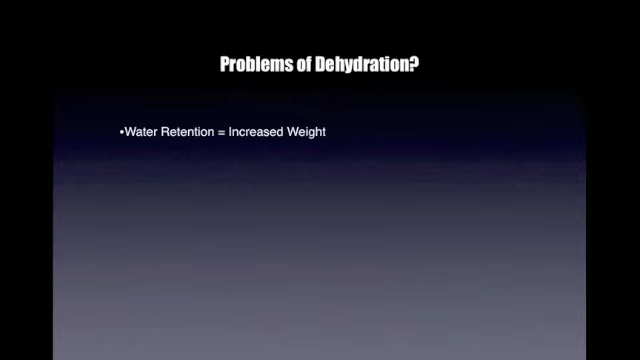 Problems of Dehydration?
•Water Retention = Increased Weight